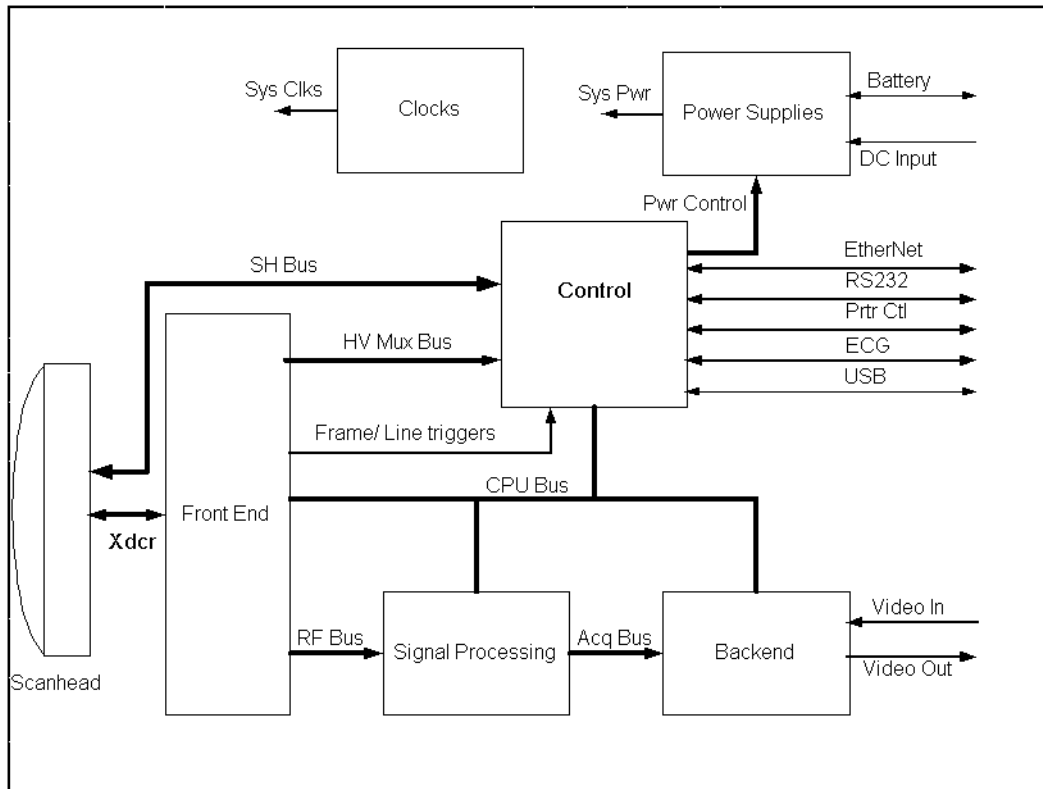 Sys Clks
Clocks
Sys Pwr
Power Supplies
Battery
DC Input
Pwr Control
SH Bus
Control
EtherNet
RS232
Prtr Ctl
ECG
USB
HV Mux Bus
Frame/ Line triggers
CPU Bus
Front End
Xdcr
RF Bus
Signal Processing
Acq Bus
Backend
Video In
Video Out
Scanhead